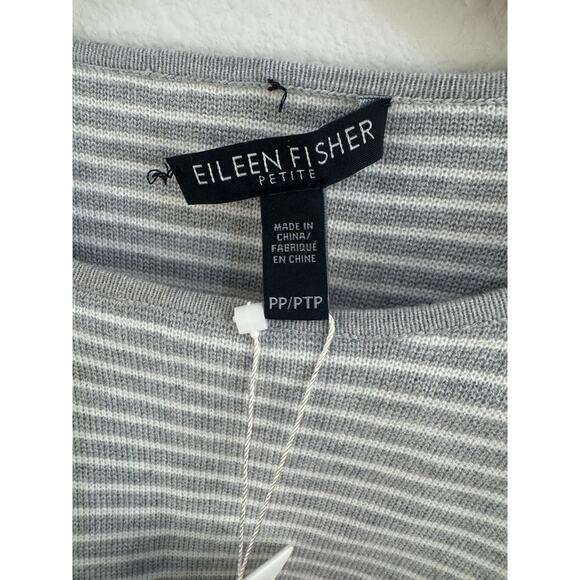 EILEEN FISHER
PETITE
MADE IN
CHINA/
FABRIQUÉ
EN CHINE
PP/PTP